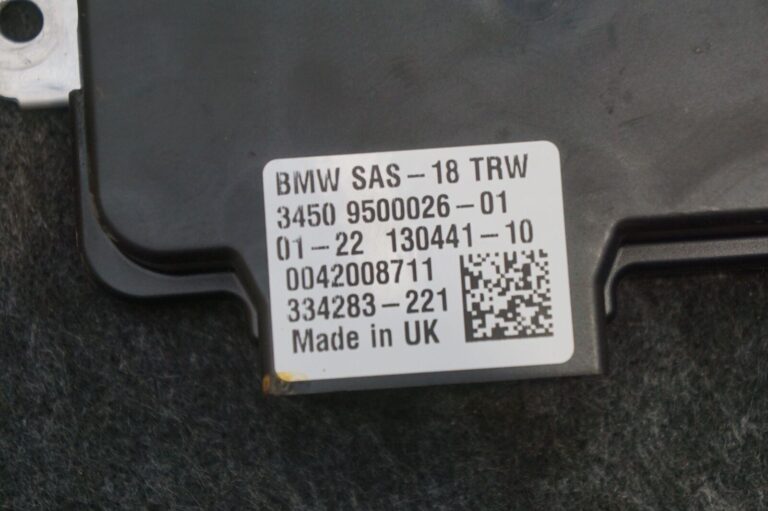 BMW SAS-18 TRW
3450 9500026-01
01-22 130441-10
0042008711
334283-221
Made in UK